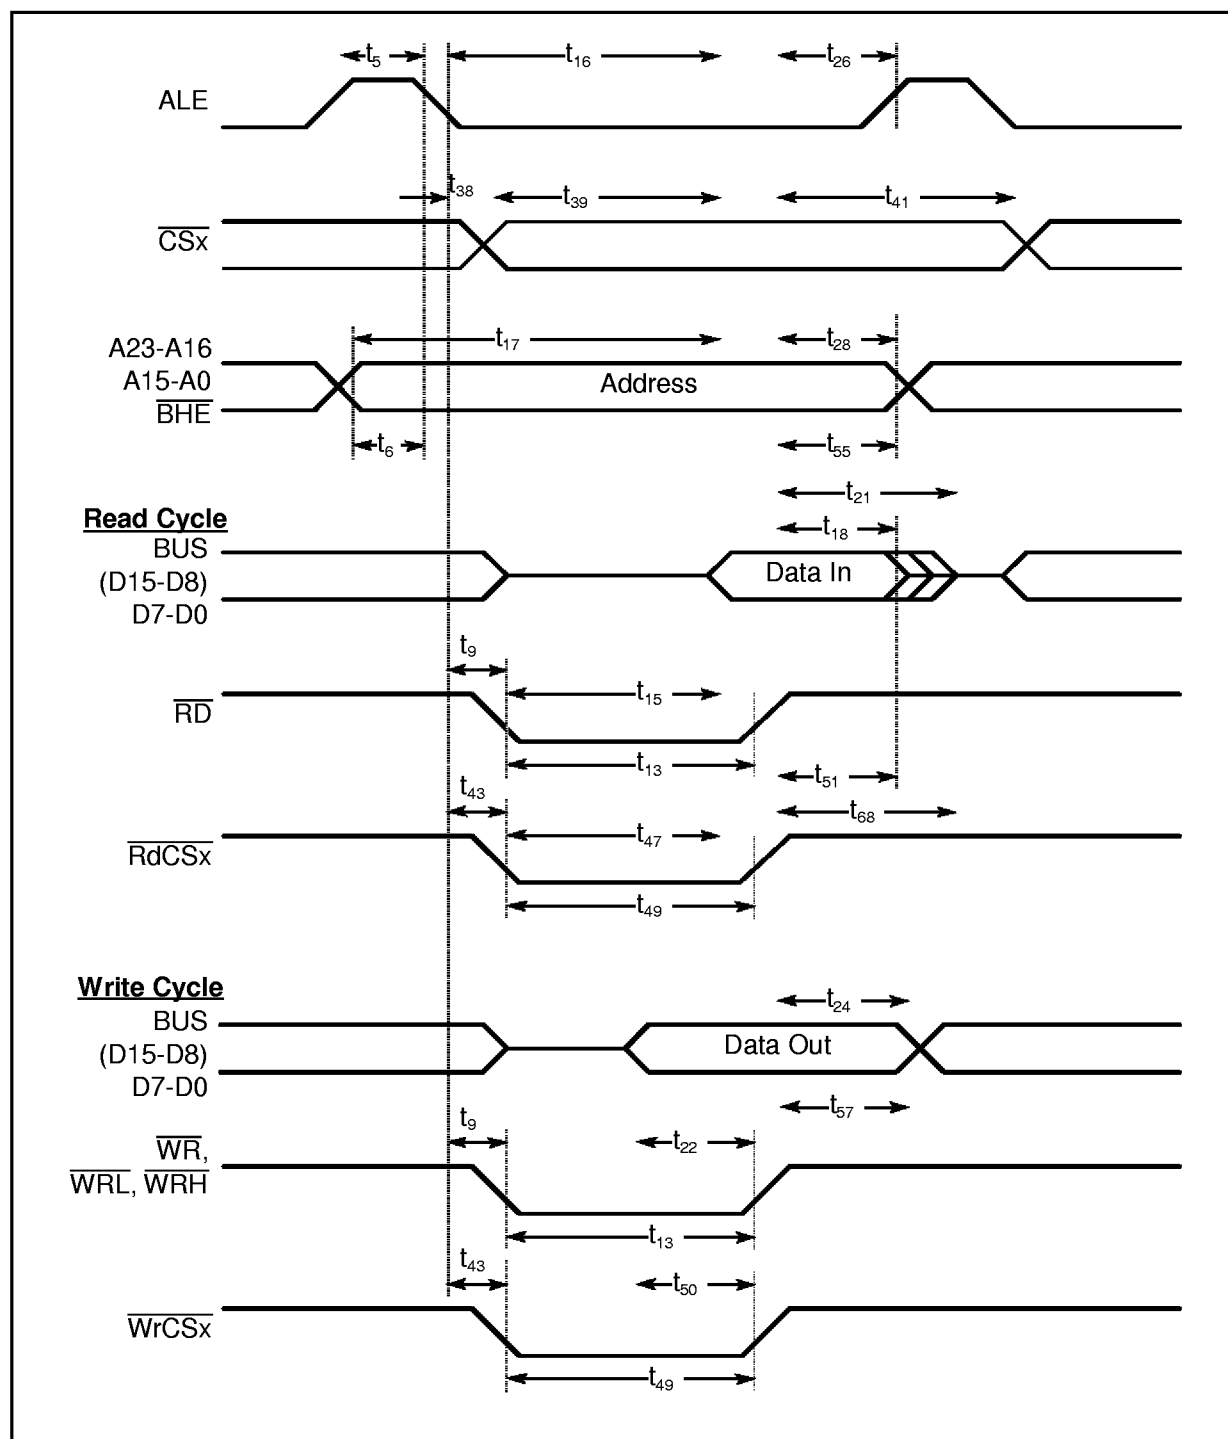 t5 t16 t26
ALE
t38 t39 t41
CSx
t17 t28
A23-A16
A15-A0 Address
BHE
t6 t55
t21
Read Cycle t18
BUS
(D15-D8) Data In
D7-D0
t9
t15
RD
t13 t51
t43 t68
t47
RdCSx
t49
Write Cycle t24
BUS
(D15-D8) Data Out
D7-D0
t57
t9 t22
WR,
WRL, WRH
t13
t43 t50
WrCSx
t49